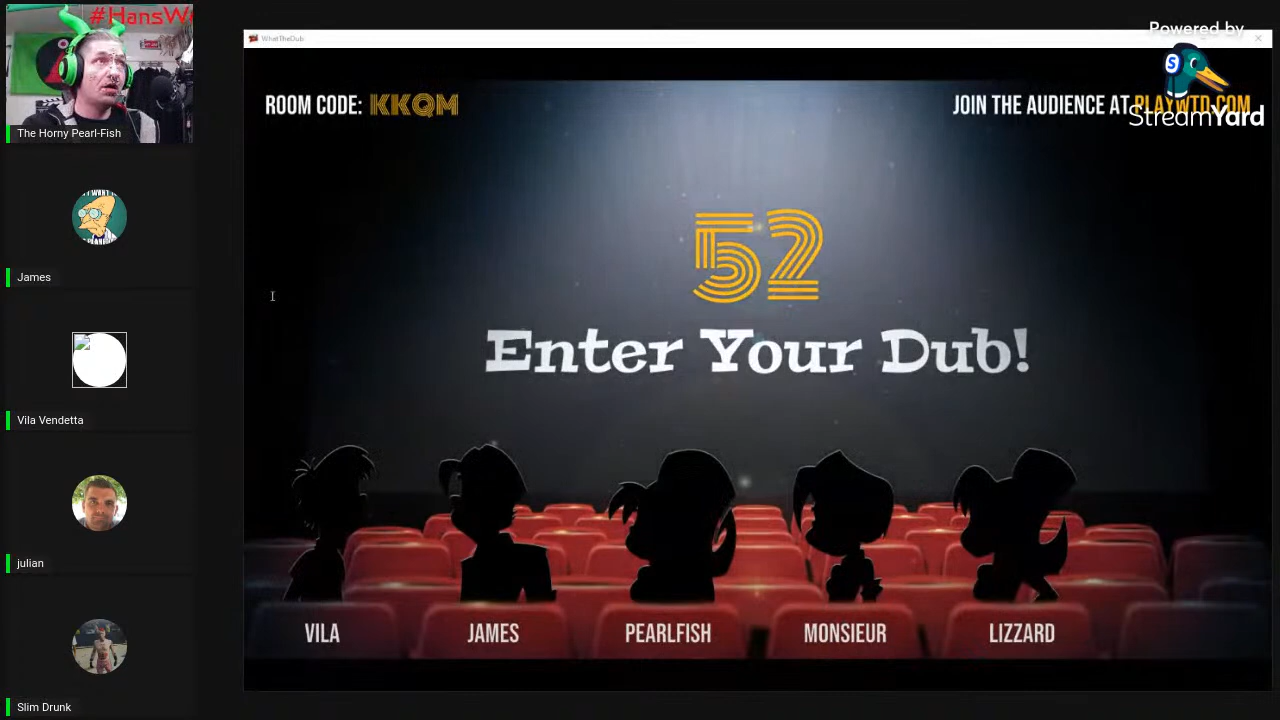 #HansW
The Horny Pearl-Fish
James
Vila Vendetta
julian
Slim Drunk
WhatTheDub
ROOM CODE: KKQM
JOIN THE AUDIENCE AT PLAYWTD.COM
Powered by
StreamYard
52
Enter Your Dub!
VILA
JAMES
PEARLFISH
MONSIEUR
LIZZARD